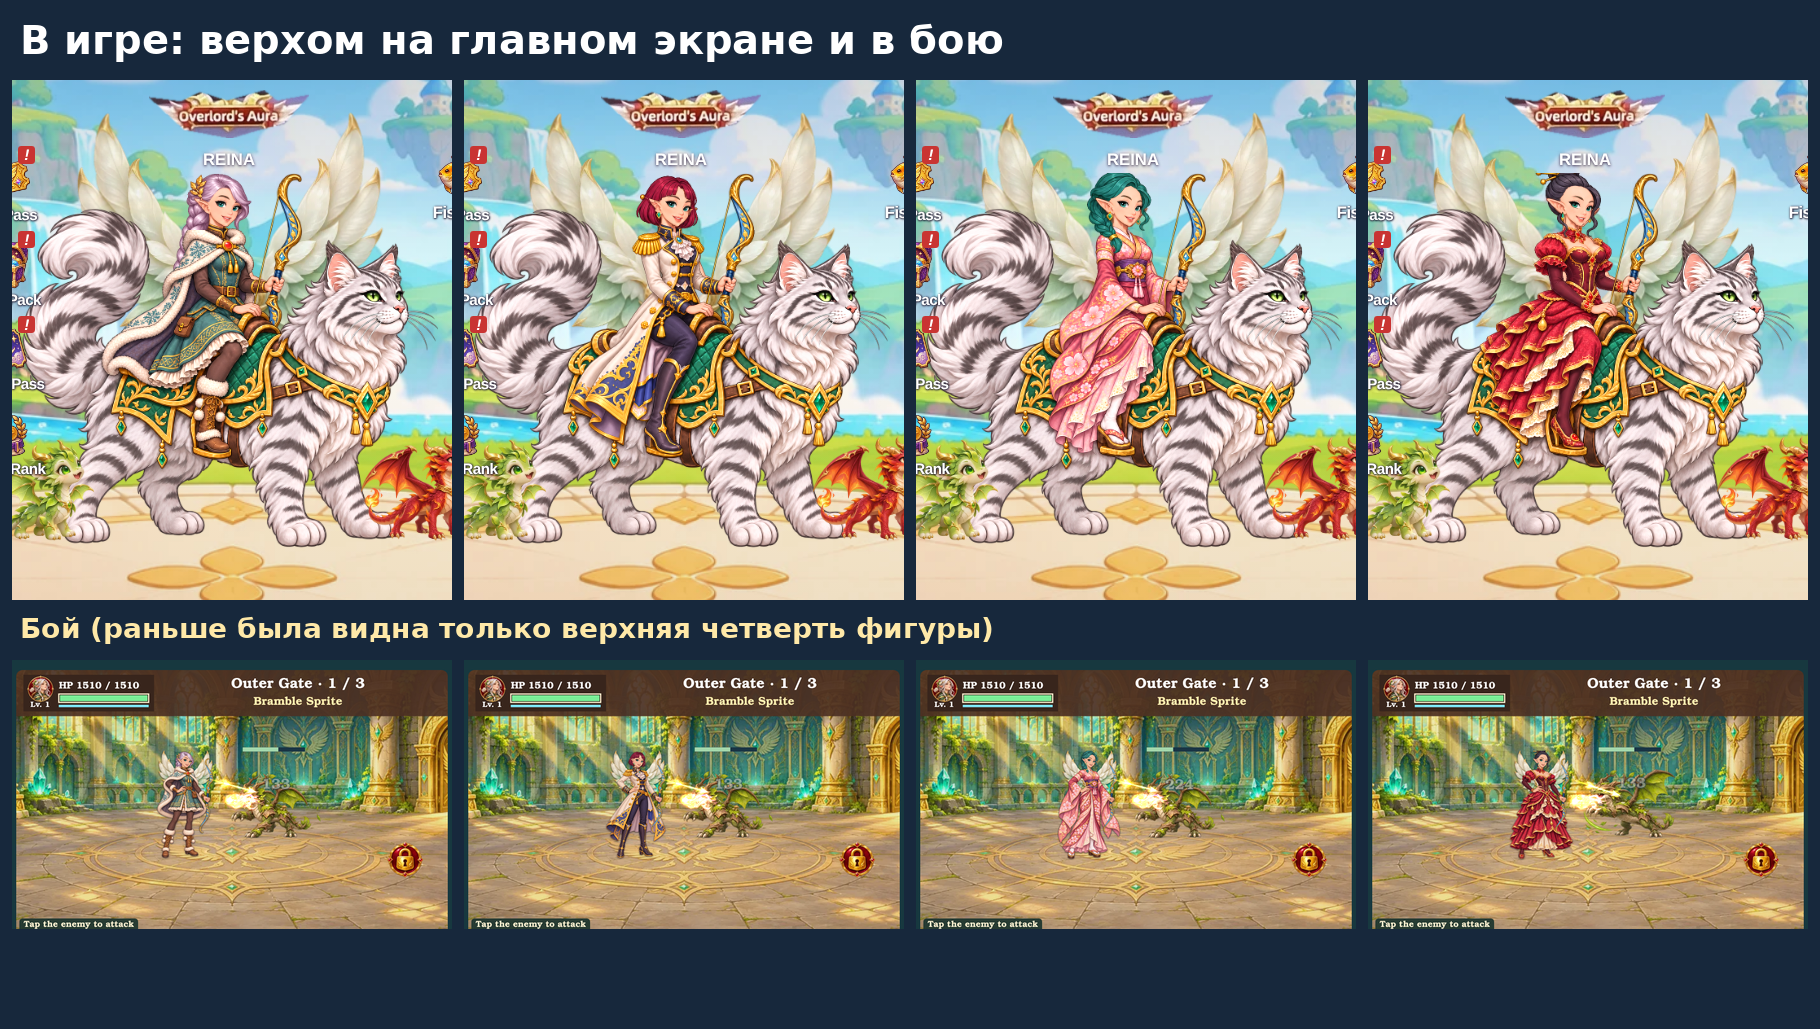 В игре: верхом на главном экране и в бою
Overlord's Aura
REINA
Pass
Pack
Pass
Rank
Fis
Overlord's Aura
REINA
Pass
Pack
Pass
Rank
Fis
Overlord's Aura
REINA
Pass
Pack
Pass
Rank
Fis
Overlord's Aura
REINA
Pass
Pack
Pass
Rank
Fis
Бой (раньше была видна только верхняя четверть фигуры)
HP 1510 / 1510
Lv. 1
Outer Gate · 1 / 3
Bramble Sprite
133
Tap the enemy to attack
HP 1510 / 1510
Lv. 1
Outer Gate · 1 / 3
Bramble Sprite
133
Tap the enemy to attack
HP 1510 / 1510
Lv. 1
Outer Gate · 1 / 3
Bramble Sprite
Tap the enemy to attack
HP 1510 / 1510
Lv. 1
Outer Gate · 1 / 3
Bramble Sprite
Tap the enemy to attack